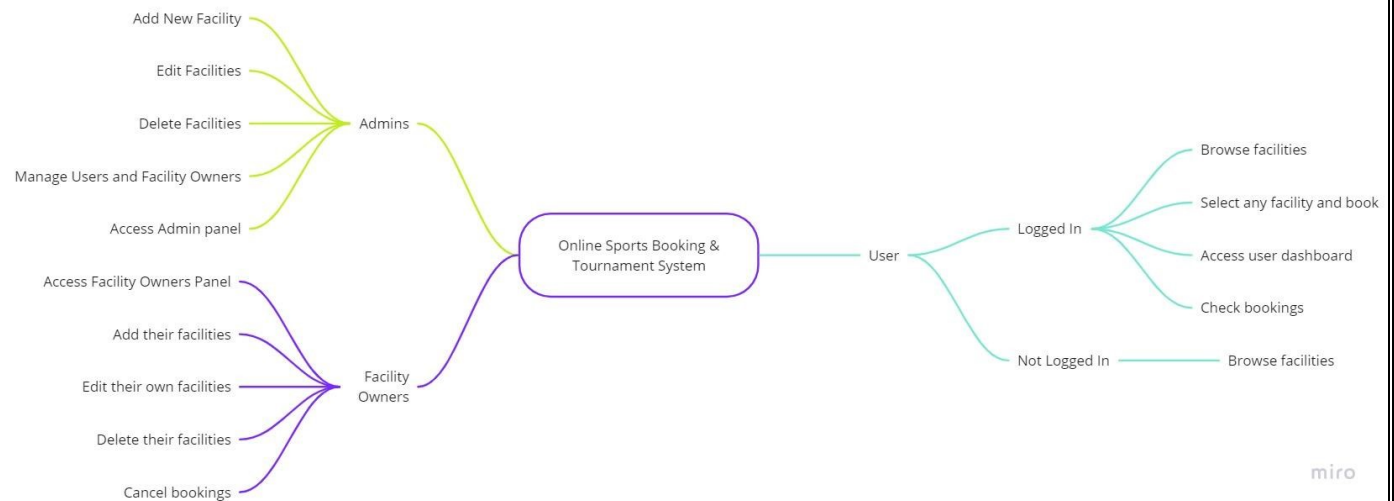 Add New Facility
Edit Facilities
Delete Facilities
Manage Users and Facility Owners
Access Admin panel
Admins
Access Facility Owners Panel
Add their facilities
Edit their own facilities
Delete their facilities
Cancel bookings
Facility
Owners
Online Sports Booking &
Tournament System
User
Logged In
Browse facilities
Select any facility and book
Access user dashboard
Check bookings
Not Logged In
Browse facilities
miro